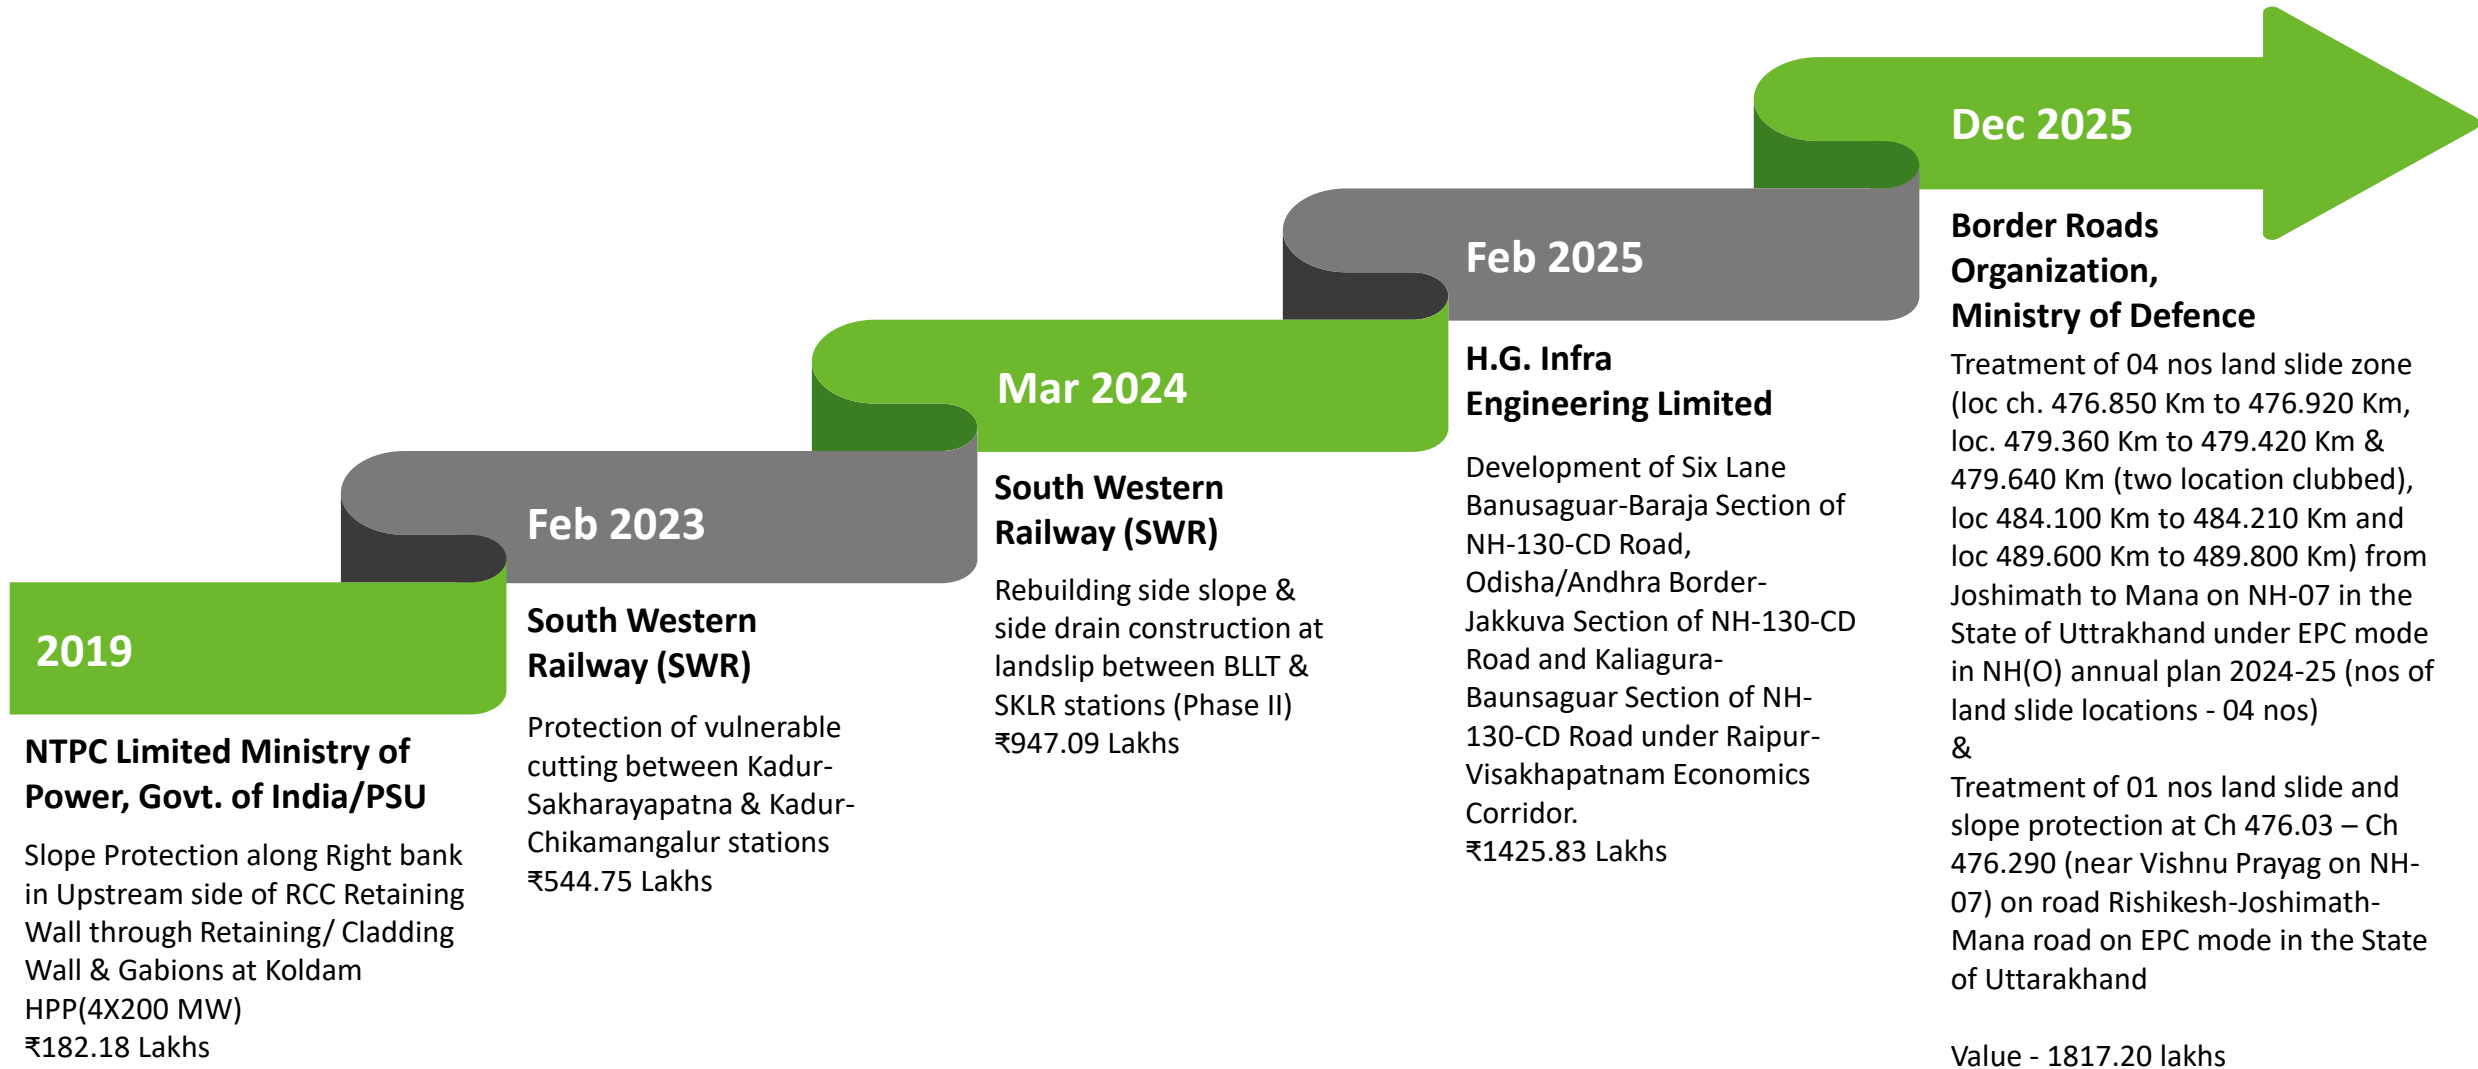 2019
NTPC Limited Ministry of
Power, Govt. of India/PSU
Slope Protection along Right bank
in Upstream side of RCC Retaining
Wall through Retaining/ Cladding
Wall & Gabions at Koldam
HPP(4X200 MW)
₹182.18 Lakhs
Feb 2023
South Western
Railway (SWR)
Protection of vulnerable
cutting between Kadur-
Sakharayapatna & Kadur-
Chikamangalur stations
₹544.75 Lakhs
Mar 2024
South Western
Railway (SWR)
Rebuilding side slope &
side drain construction at
landslip between BLLT &
SKLR stations (Phase II)
₹947.09 Lakhs
Feb 2025
H.G. Infra
Engineering Limited
Development of Six Lane
Banusaguar-Baraja Section of
NH-130-CD Road,
Odisha/Andhra Border-
Jakkuva Section of NH-130-CD
Road and Kaliagura-
Baunsaguar Section of NH-
130-CD Road under Raipur-
Visakhapatnam Economics
Corridor.
₹1425.83 Lakhs
Dec 2025
Border Roads
Organization,
Ministry of Defence
Treatment of 04 nos land slide zone
(loc ch. 476.850 Km to 476.920 Km,
loc. 479.360 Km to 479.420 Km &
479.640 Km (two location clubbed),
loc 484.100 Km to 484.210 Km and
loc 489.600 Km to 489.800 Km) from
Joshimath to Mana on NH-07 in the
State of Uttrakhand under EPC mode
in NH(O) annual plan 2024-25 (nos of
land slide locations - 04 nos)
&
Treatment of 01 nos land slide and
slope protection at Ch 476.03 – Ch
476.290 (near Vishnu Prayag on NH-
07) on road Rishikesh-Joshimath-
Mana road on EPC mode in the State
of Uttarakhand
Value - 1817.20 lakhs